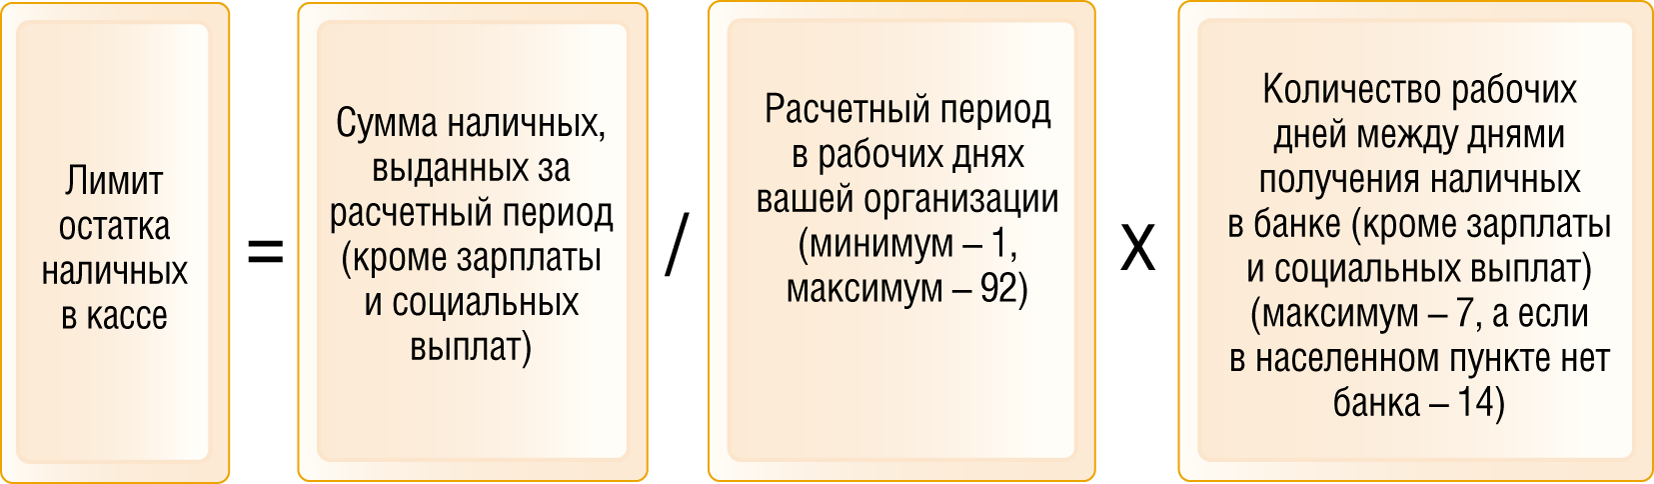 Лимит
остатка
наличных
в кассе
=
Сумма наличных,
выданных за
расчетный период
(кроме зарплаты
и социальных
выплат)
/
Расчетный период
в рабочих днях
вашей организации
(минимум – 1,
максимум – 92)
х
Количество рабочих
дней между днями
получения наличных
в банке (кроме зарплаты
и социальных выплат)
(максимум – 7, а если
в населенном пункте нет
банка – 14)